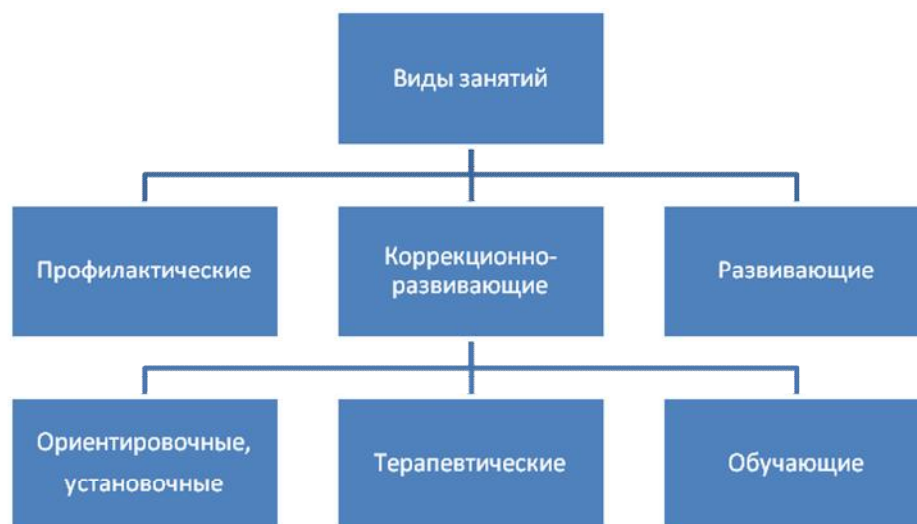 Виды занятий
Профилактические
Коррекционно-
развивающие
Развивающие
Ориентировочные,
установочные
Терапевтические
Обучающие